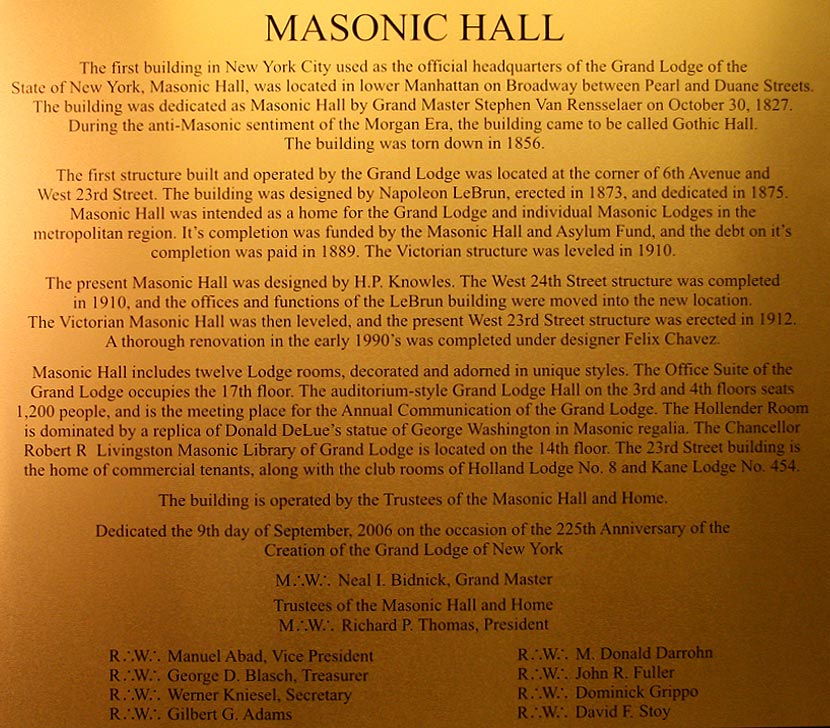 MASONIC HALL
The first building in New York City used as the official headquarters of the Grand Lodge of the
State of New York, Masonic Hall, was located in lower Manhattan on Broadway between Pearl and Duane Streets.
The building was dedicated as Masonic Hall by Grand Master Stephen Van Rensselaer on October 30, 1827.
During the anti-Masonic sentiment of the Morgan Era, the building came to be called Gothic Hall.
The building was torn down in 1856.
The first structure built and operated by the Grand Lodge was located at the corner of 6th Avenue and
West 23rd Street. The building was designed by Napoleon LeBrun, erected in 1873, and dedicated in 1875.
Masonic Hall was intended as a home for the Grand Lodge and individual Masonic Lodges in the
metropolitan region. It's completion was funded by the Masonic Hall and Asylum Fund, and the debt on it's
completion was paid in 1889. The Victorian structure was leveled in 1910.
The present Masonic Hall was designed by H.P. Knowles. The West 24th Street structure was completed
in 1910, and the offices and functions of the LeBrun building were moved into the new location.
The Victorian Masonic Hall was then leveled, and the present West 23rd Street structure was erected in 1912.
A thorough renovation in the early 1990's was completed under designer Felix Chavez.
Masonic Hall includes twelve Lodge rooms, decorated and adorned in unique styles. The Office Suite of the
Grand Lodge occupies the 17th floor. The auditorium-style Grand Lodge Hall on the 3rd and 4th floors seats
1,200 people, and is the meeting place for the Annual Communication of the Grand Lodge. The Hollender Room
is dominated by a replica of Donald DeLue's statue of George Washington in Masonic regalia. The Chancellor
Robert R Livingston Masonic Library of Grand Lodge is located on the 14th floor. The 23rd Street building is
the home of commercial tenants, along with the club rooms of Holland Lodge No. 8 and Kane Lodge No. 454.
The building is operated by the Trustees of the Masonic Hall and Home.
Dedicated the 9th day of September, 2006 on the occasion of the 225th Anniversary of the
Creation of the Grand Lodge of New York
M∴W∴ Neal I. Bidnick, Grand Master
Trustees of the Masonic Hall and Home
M∴W∴ Richard P. Thomas, President
R∴W∴ Manuel Abad, Vice President
R∴W∴ George D. Blasch, Treasurer
R∴W∴ Werner Kniesel, Secretary
R∴W∴ Gilbert G. Adams
R∴W∴ M. Donald Darrohn
R∴W∴ John R. Fuller
R∴W∴ Dominick Grippo
R∴W∴ David F. Stoy